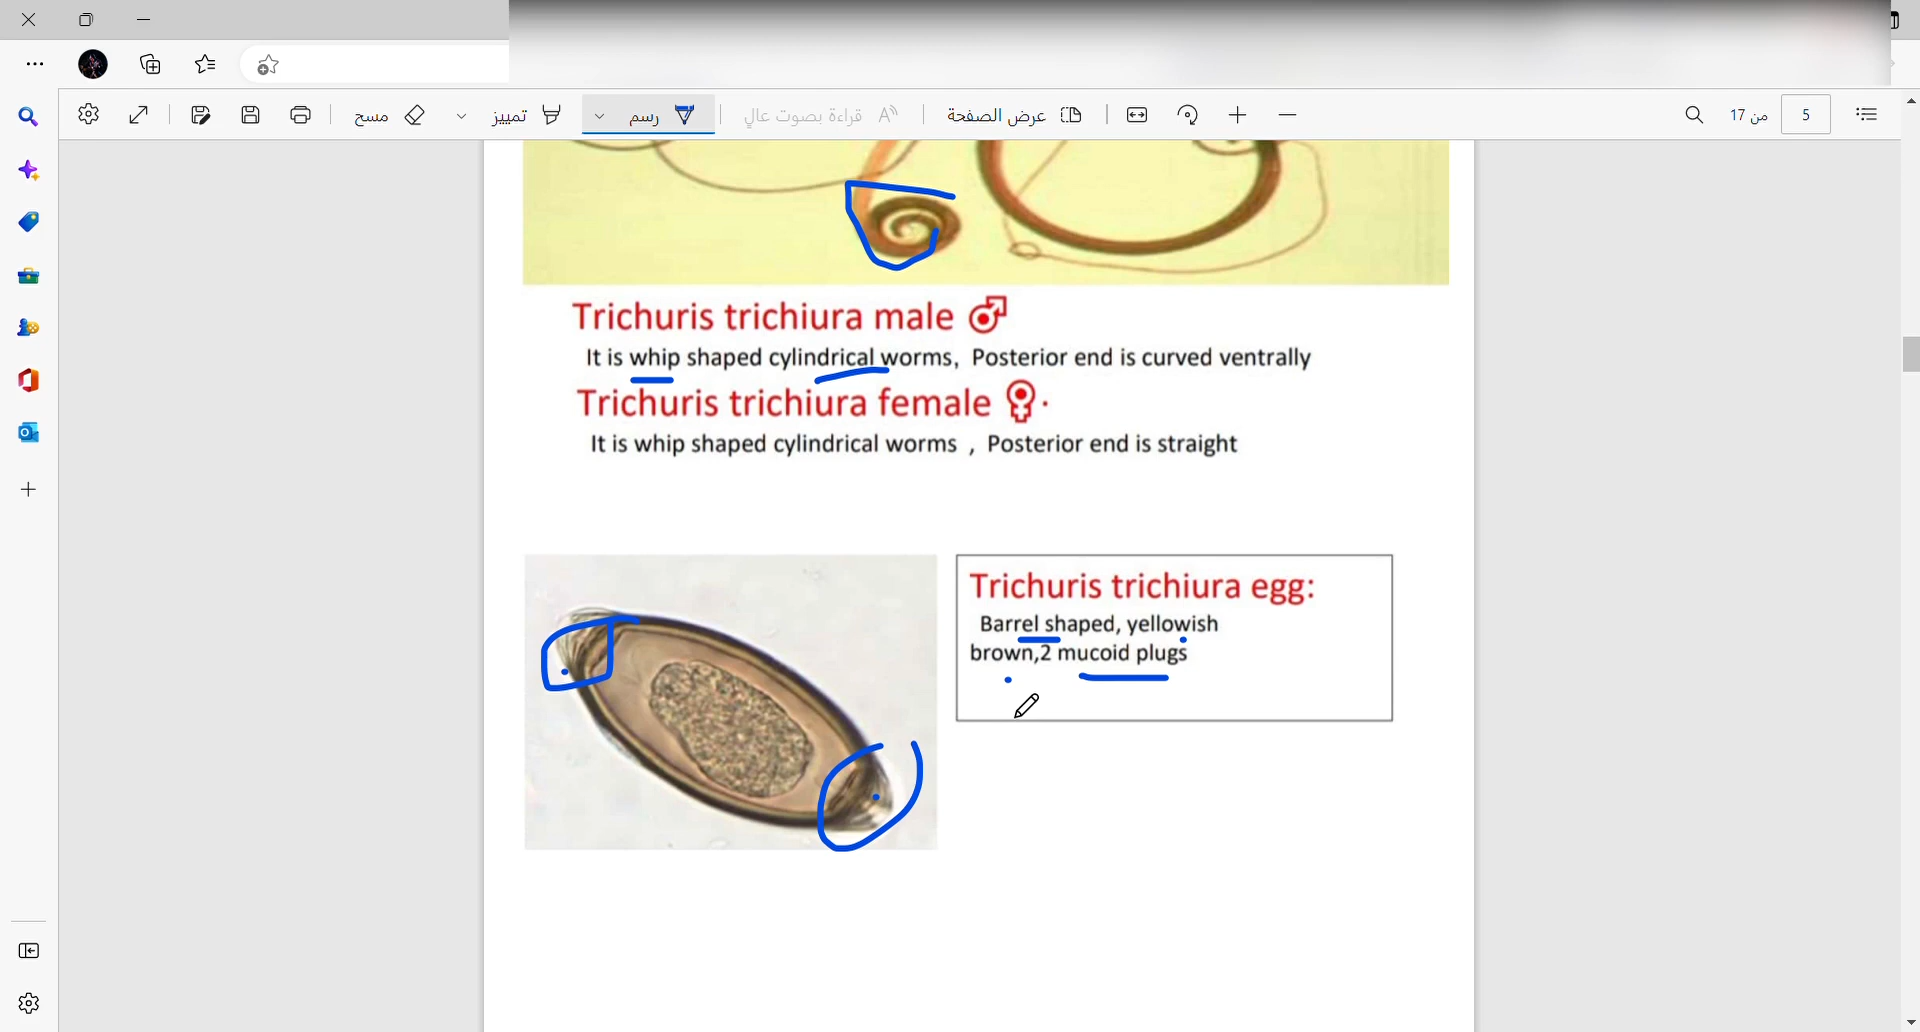 مسح
تمييز
رسم
قراءة بصوت عالٍ
عرض الصفحة
من 17
5
Trichuris trichiura male
It is whip shaped cylindrical worms, Posterior end is curved ventrally
Trichuris trichiura female
It is whip shaped cylindrical worms , Posterior end is straight
Trichuris trichiura egg:
Barrel shaped, yellowish
brown,2 mucoid plugs